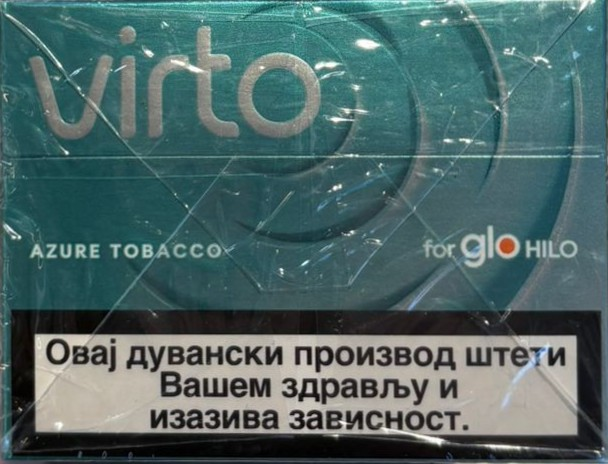 virto
AZURE TOBACCO for glo HILO
Овај дувански производ штети
Вашем здрављу и
изазива зависност.